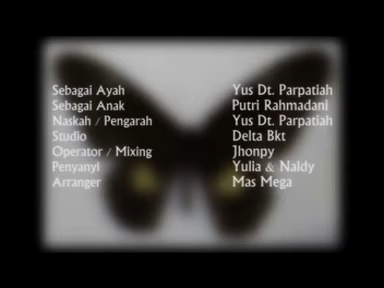 Sebagai Ayah Yus Dt. Parpatiah
Sebagai Anak Putri Rahmadani
Naskah / Pengarah Yus Dt. Parpatiah
Studio Delta Bkt
Operator / Mixing Jhonpy
Penyanyi Yulia & Naldy
Arranger Mas Mega